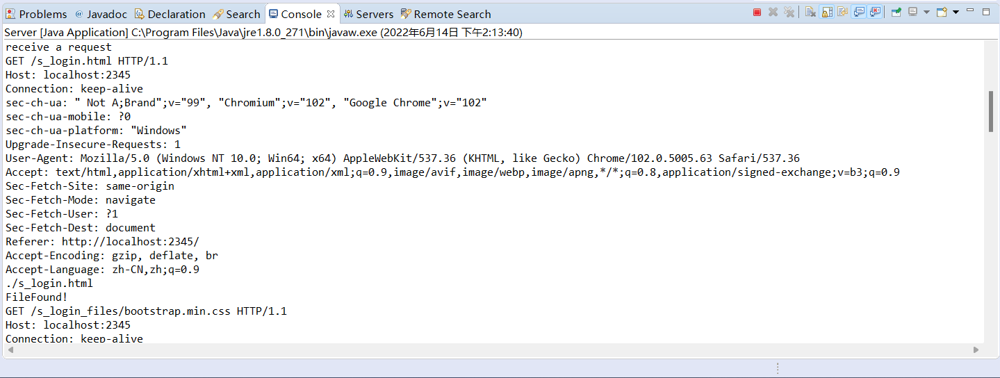 Problems @ Javadoc Declaration Search Console Servers Remote Search
Server [Java Application] C:\Program Files\Java\jre1.8.0_271\bin\javaw.exe (2022年6月14日 下午2:13:40)
receive a request
GET /s_login.html HTTP/1.1
Host: localhost:2345
Connection: keep-alive
sec-ch-ua: " Not A;Brand";v="99", "Chromium";v="102", "Google Chrome";v="102"
sec-ch-ua-mobile: ?0
sec-ch-ua-platform: "Windows"
Upgrade-Insecure-Requests: 1
User-Agent: Mozilla/5.0 (Windows NT 10.0; Win64; x64) AppleWebKit/537.36 (KHTML, like Gecko) Chrome/102.0.5005.63 Safari/537.36
Accept: text/html,application/xhtml+xml,application/xml;q=0.9,image/avif,image/webp,image/apng,*/*;q=0.8,application/signed-exchange;v=b3;q=0.9
Sec-Fetch-Site: same-origin
Sec-Fetch-Mode: navigate
Sec-Fetch-User: ?1
Sec-Fetch-Dest: document
Referer: http://localhost:2345/
Accept-Encoding: gzip, deflate, br
Accept-Language: zh-CN,zh;q=0.9
./s_login.html
FileFound!
GET /s_login_files/bootstrap.min.css HTTP/1.1
Host: localhost:2345
Connection: keep-alive